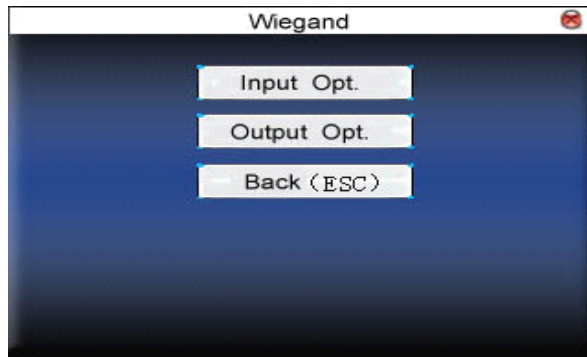 Wiegand
Input Opt.
Output Opt.
Back（ESC）